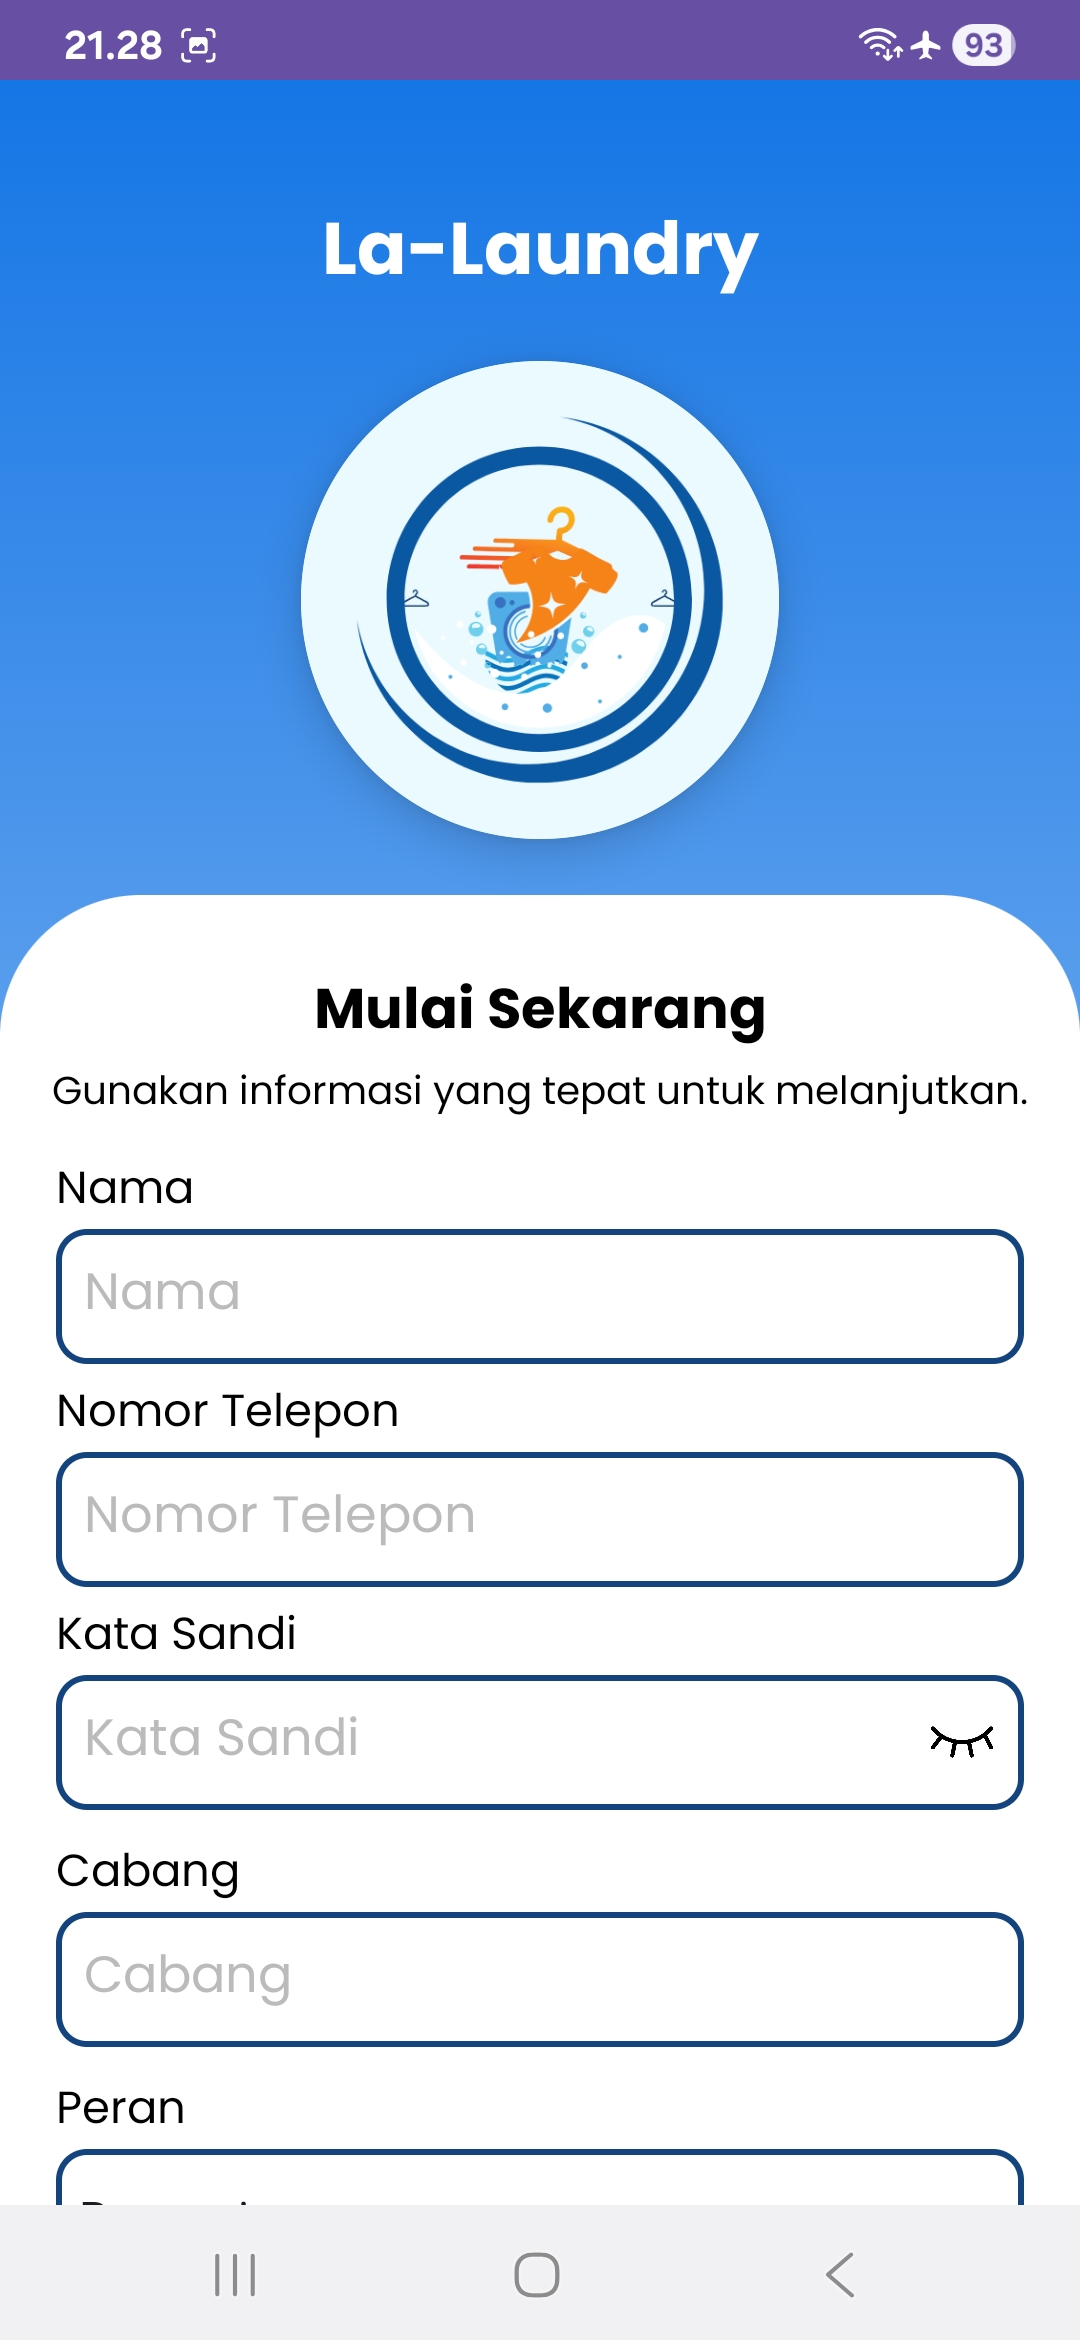 21.28
93
La-Laundry
Mulai Sekarang
Gunakan informasi yang tepat untuk melanjutkan.
Nama
Nama
Nomor Telepon
Nomor Telepon
Kata Sandi
Kata Sandi
Cabang
Cabang
Peran